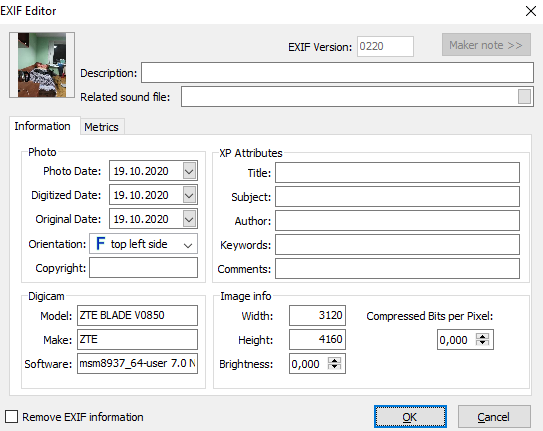 EXIF Editor
EXIF Version: 0220
Maker note >>
Description:
Related sound file:
Information Metrics
Photo
Photo Date: 19.10.2020
Digitized Date: 19.10.2020
Original Date: 19.10.2020
Orientation: F top left side
Copyright:
XP Attributes
Title:
Subject:
Author:
Keywords:
Comments:
Digicam
Model: ZTE BLADE V0850
Make: ZTE
Software: msm8937_64-user 7.0 N
Image info
Width: 3120
Height: 4160
Brightness: 0,000
Compressed Bits per Pixel:
0,000
Remove EXIF information
OK Cancel